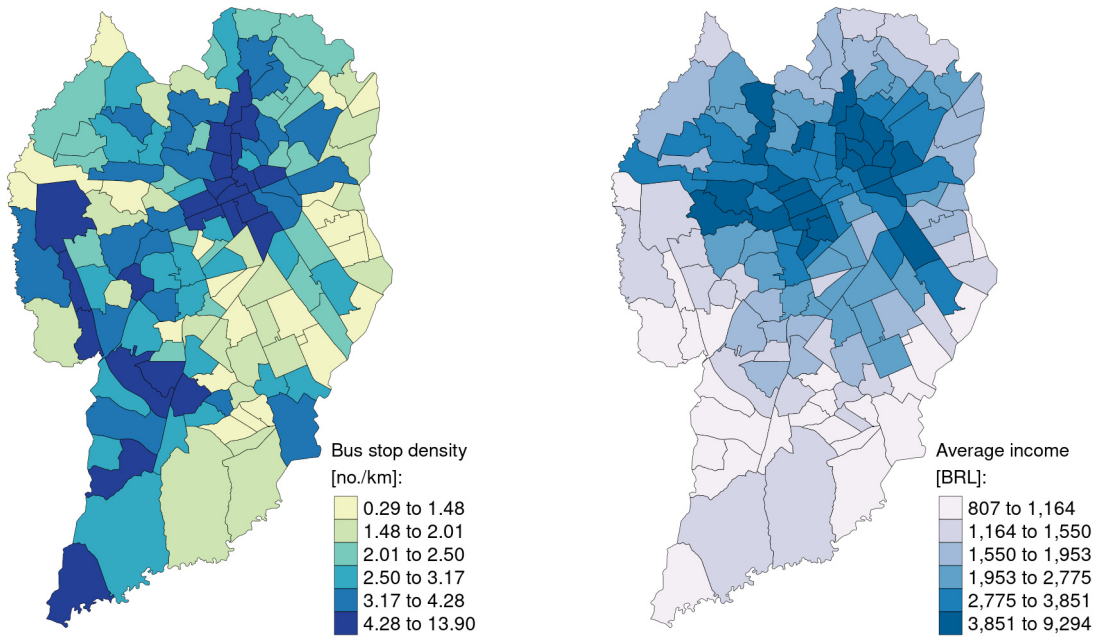 Bus stop density
[no./km]:
0.29 to 1.48
1.48 to 2.01
2.01 to 2.50
2.50 to 3.17
3.17 to 4.28
4.28 to 13.90
Average income
[BRL]:
807 to 1,164
1,164 to 1,550
1,550 to 1,953
1,953 to 2,775
2,775 to 3,851
3,851 to 9,294